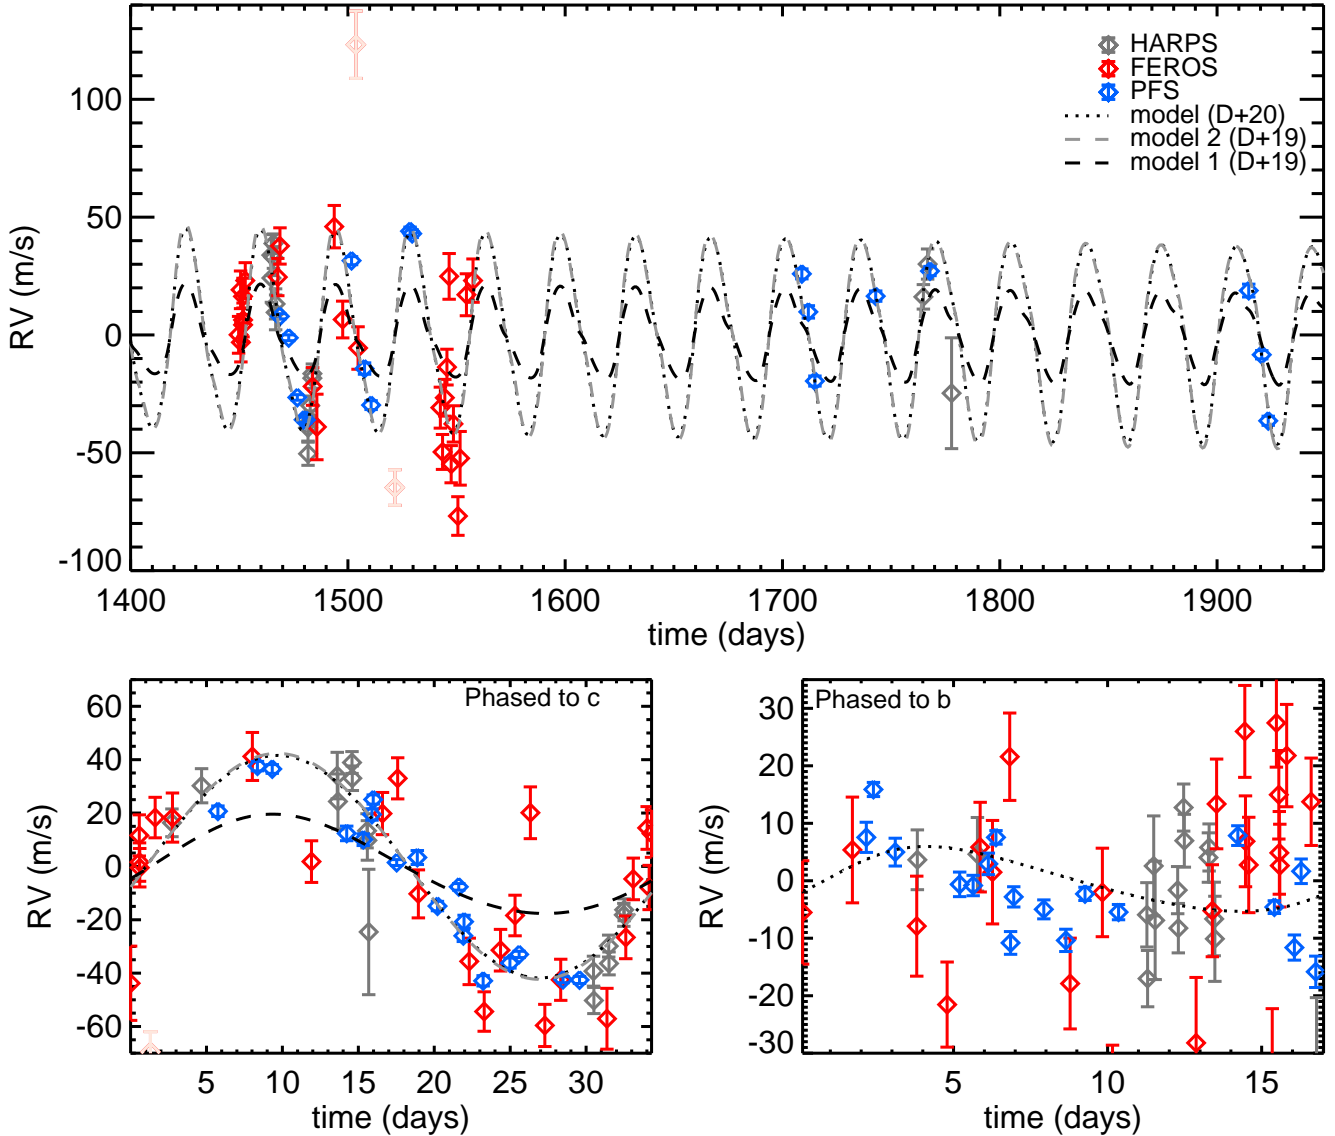 HARPS
FEROS
PFS
model (D+20)
model 2 (D+19)
model 1 (D+19)
RV (m/s)
100
50
0
-50
-100
1400 1500 1600 1700 1800 1900
time (days)
Phased to c
RV (m/s)
60
40
20
0
-20
-40
-60
5 10 15 20 25 30
time (days)
Phased to b
RV (m/s)
30
20
10
0
-10
-20
-30
5 10 15
time (days)